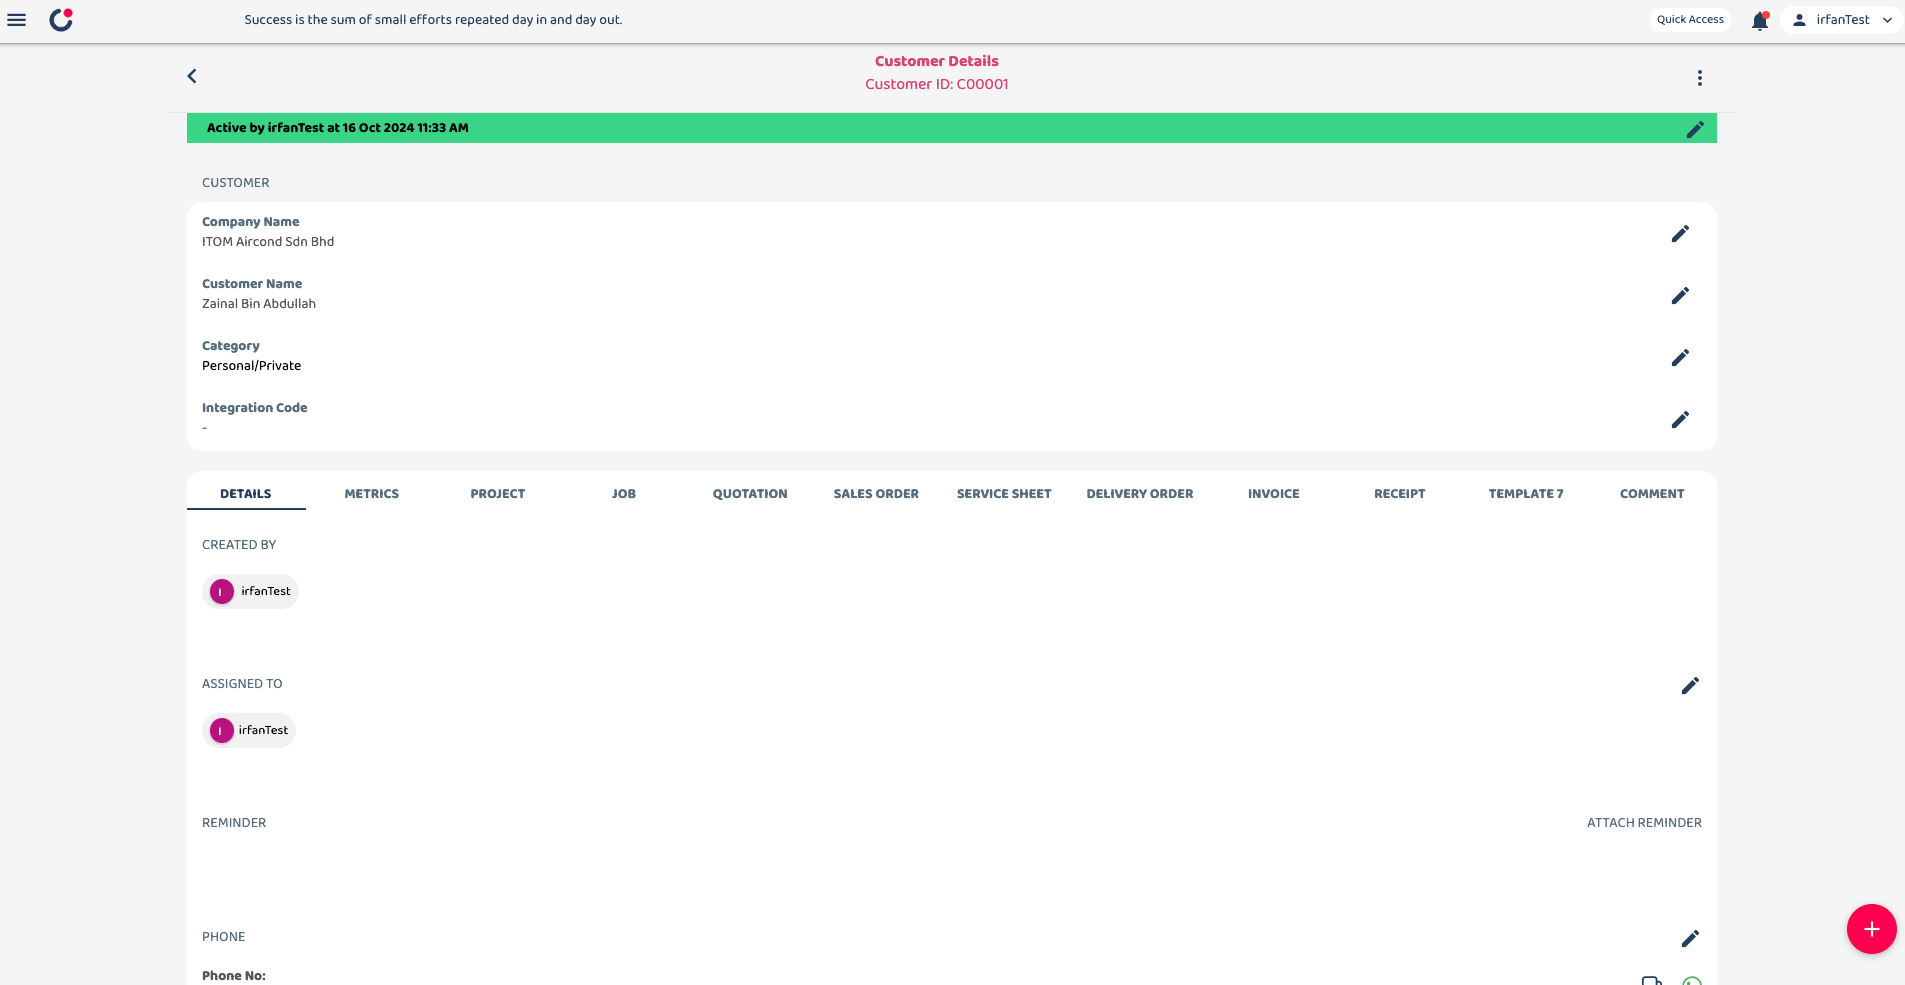 Success is the sum of small efforts repeated day in and day out.
Quick Access
irfanTest
Customer Details
Customer ID: C00001
Active by irfanTest at 16 Oct 2024 11:33 AM
CUSTOMER
Company Name
ITOM Aircond Sdn Bhd
Customer Name
Zainal Bin Abdullah
Category
Personal/Private
Integration Code
-
DETAILS METRICS PROJECT JOB QUOTATION SALES ORDER SERVICE SHEET DELIVERY ORDER INVOICE RECEIPT TEMPLATE 7 COMMENT
CREATED BY
I irfanTest
ASSIGNED TO
I irfanTest
REMINDER
ATTACH REMINDER
PHONE
Phone No: